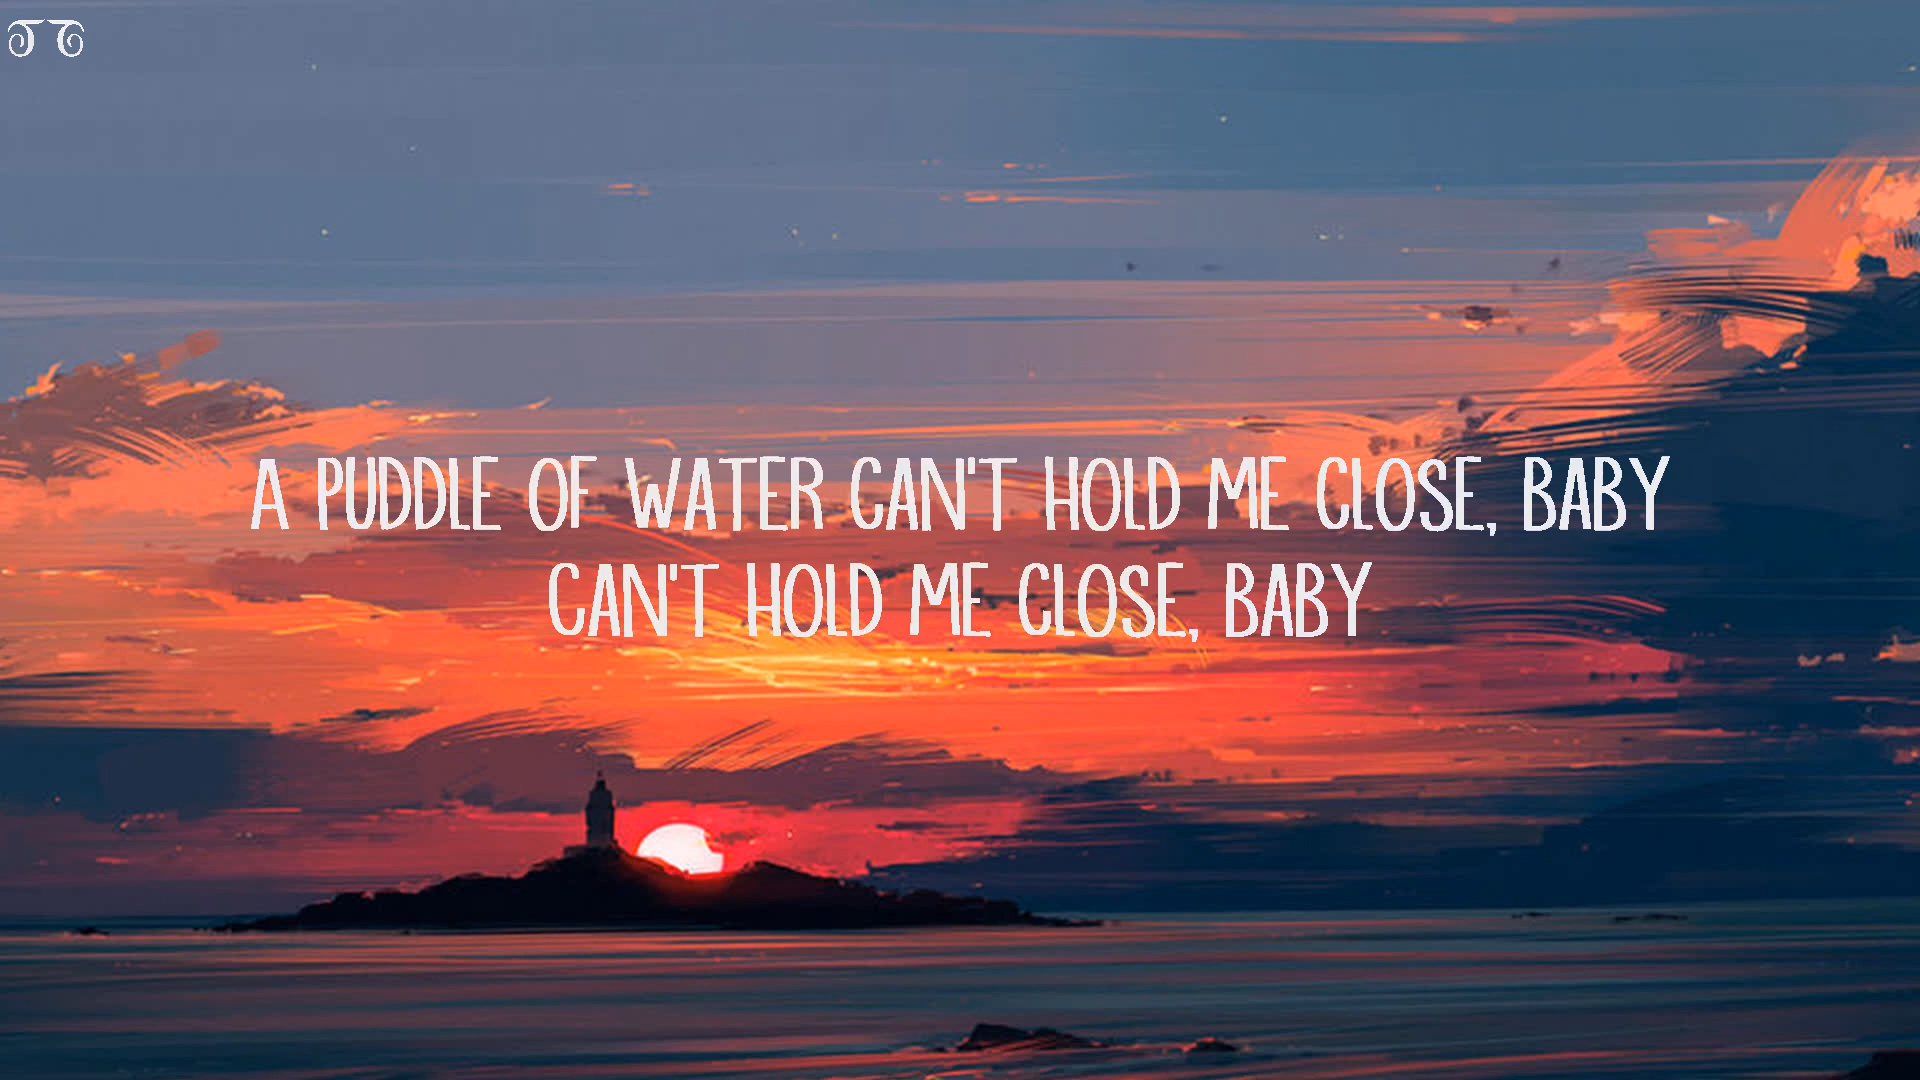 A PUDDLE OF WATER CAN'T HOLD ME CLOSE, BABY
CAN'T HOLD ME CLOSE, BABY